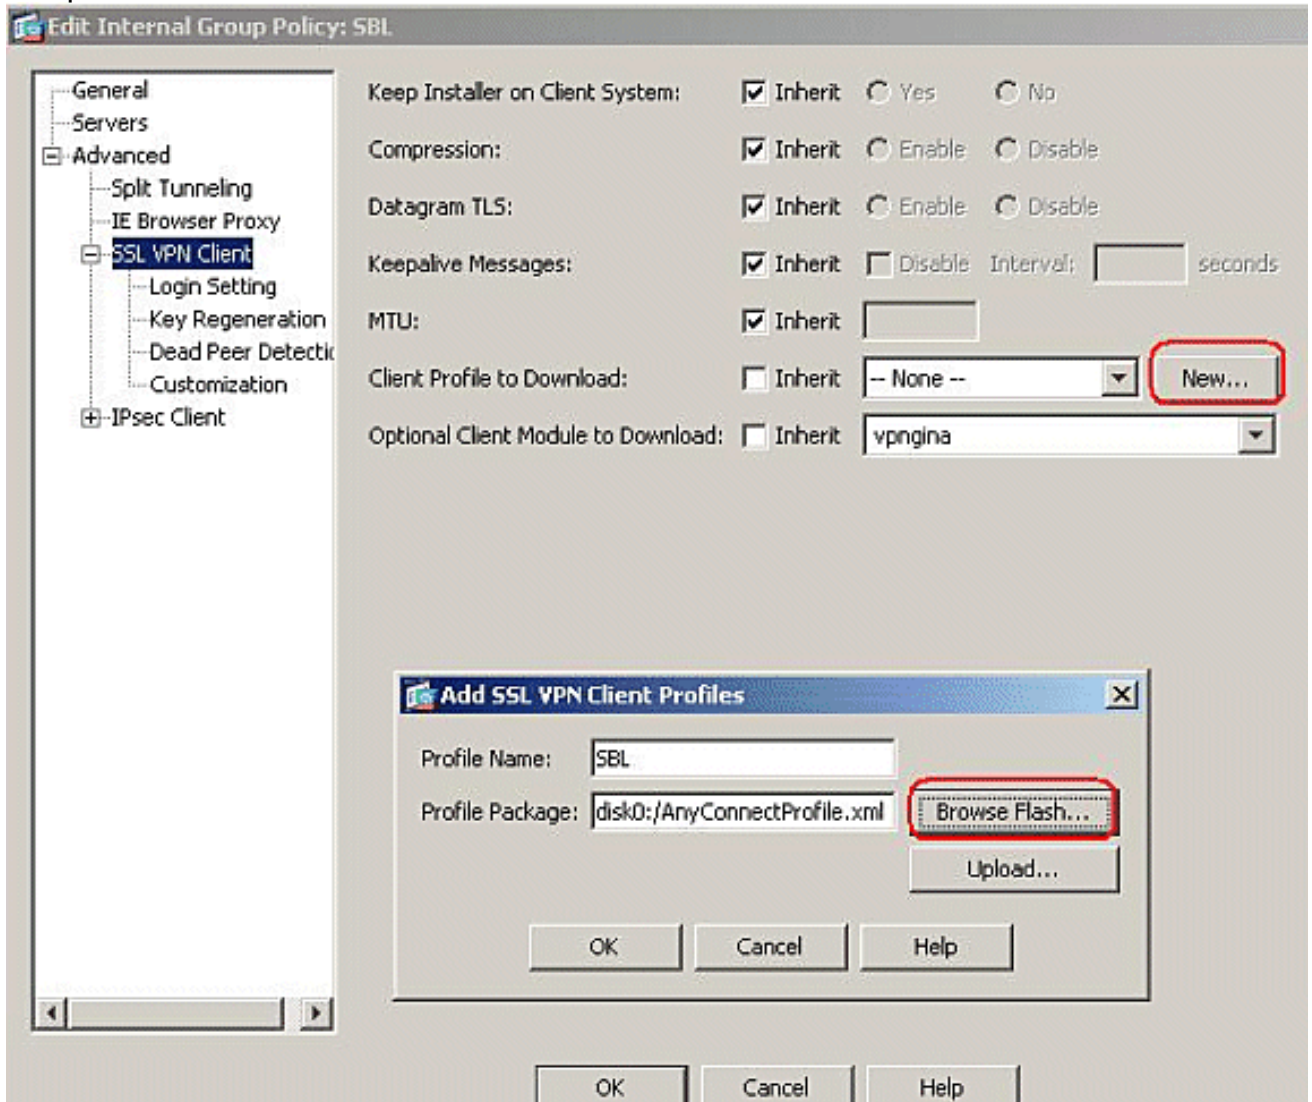 Edit Internal Group Policy: SBL
General
Servers
Advanced
Split Tunneling
IE Browser Proxy
SSL VPN Client
Login Setting
Key Regeneration
Dead Peer Detectic
Customization
IPsec Client
Keep Installer on Client System: Inherit Yes No
Compression: Inherit Enable Disable
Datagram TLS: Inherit Enable Disable
Keepalive Messages: Inherit Disable Interval: seconds
MTU: Inherit
Client Profile to Download: Inherit -- None -- New...
Optional Client Module to Download: Inherit vpngina
Add SSL VPN Client Profiles
Profile Name: SBL
Profile Package: disk0:/AnyConnectProfile.xml Browse Flash...
Upload...
OK Cancel Help
OK Cancel Help